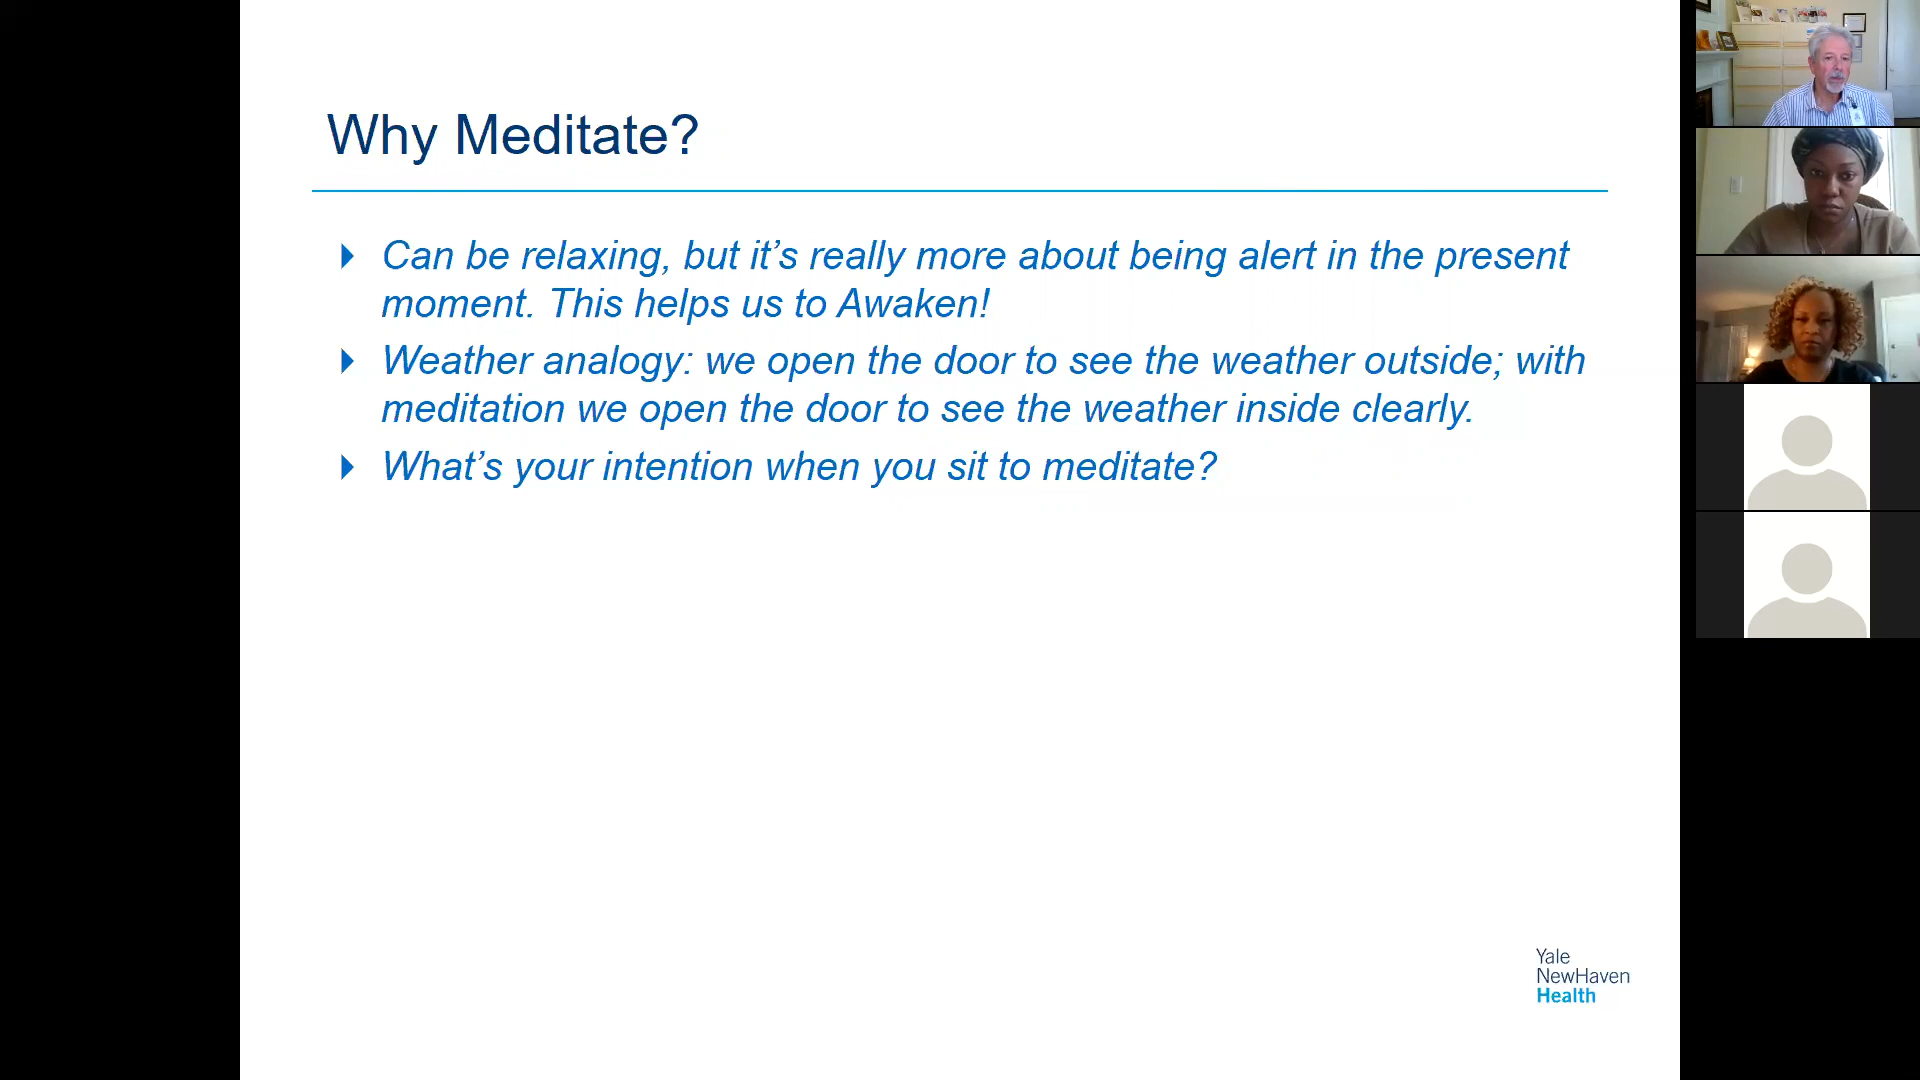 Why Meditate?
Can be relaxing, but it’s really more about being alert in the present
moment. This helps us to Awaken!
Weather analogy: we open the door to see the weather outside; with
meditation we open the door to see the weather inside clearly.
What’s your intention when you sit to meditate?
Yale
NewHaven
Health